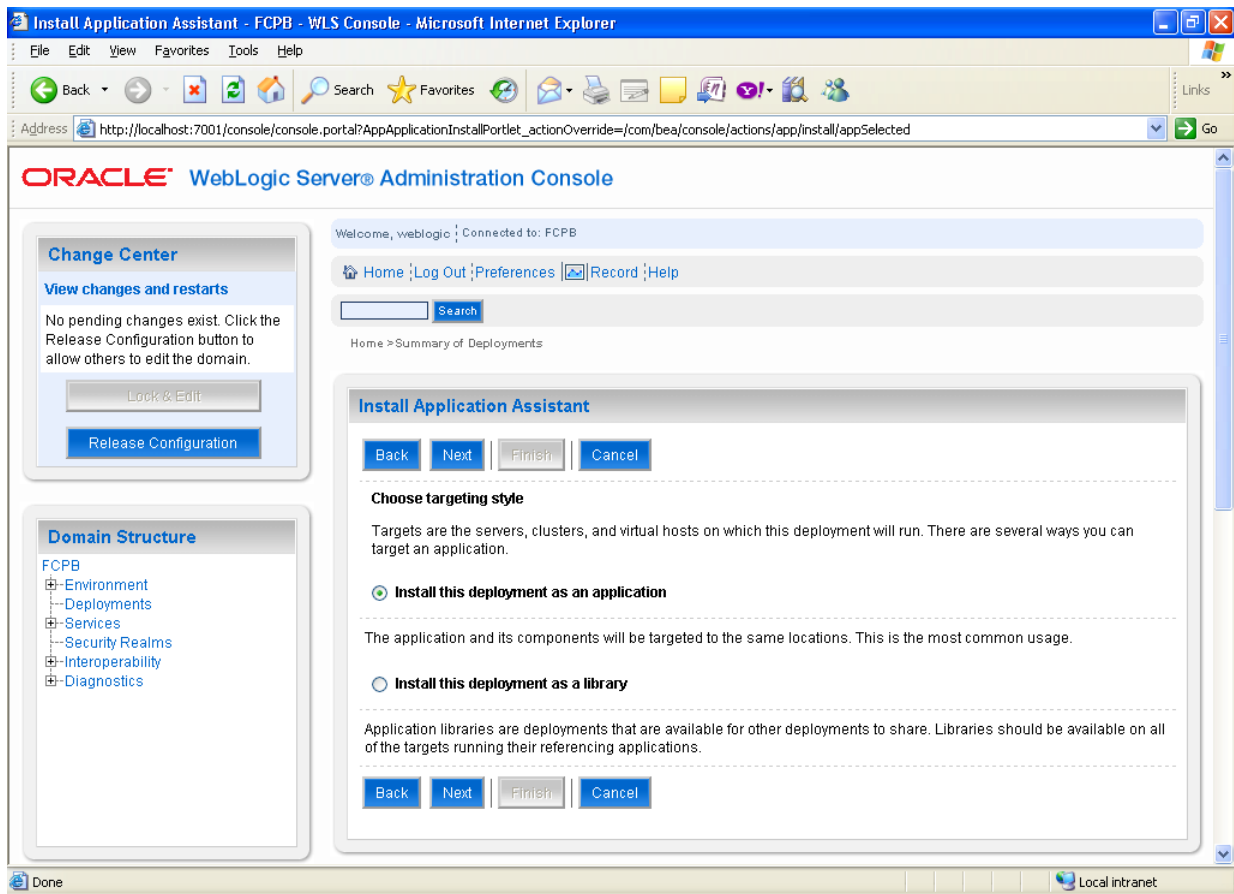 Install Application Assistant - FCPB - WLS Console - Microsoft Internet Explorer
File Edit View Favorites Tools Help
Back Search Favorites Links
Address http://localhost:7001/console/console.portal?AppApplicationInstallPortlet_actionOverride=/com/bea/console/actions/app/install/appSelected Go
ORACLE WebLogic Server® Administration Console
Change Center
View changes and restarts
No pending changes exist. Click the
Release Configuration button to
allow others to edit the domain.
Lock & Edit
Release Configuration
Domain Structure
FCPB
Environment
Deployments
Services
Security Realms
Interoperability
Diagnostics
Welcome, weblogic Connected to: FCPB
Home Log Out Preferences Record Help
Search
Home >Summary of Deployments
Install Application Assistant
Back Next Finish Cancel
Choose targeting style
Targets are the servers, clusters, and virtual hosts on which this deployment will run. There are several ways you can
target an application.
Install this deployment as an application
The application and its components will be targeted to the same locations. This is the most common usage.
Install this deployment as a library
Application libraries are deployments that are available for other deployments to share. Libraries should be available on all
of the targets running their referencing applications.
Back Next Finish Cancel
Done Local intranet